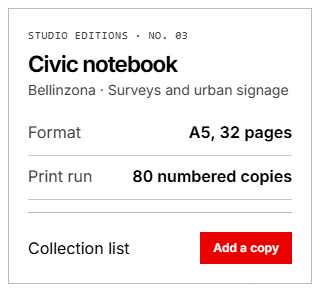 STUDIO EDITIONS · NO. 03
Civic notebook
Bellinzona · Surveys and urban signage
Format A5, 32 pages
Print run 80 numbered copies
Collection list Add a copy